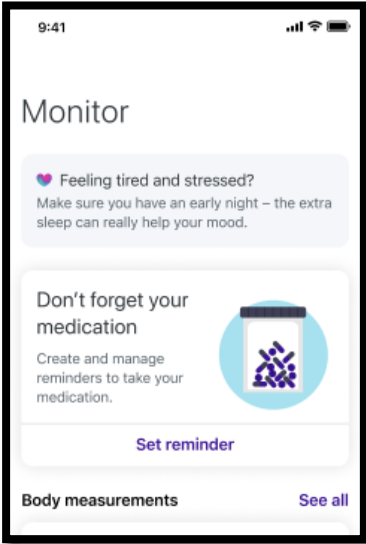 9:41
Monitor
Feeling tired and stressed?
Make sure you have an early night – the extra
sleep can really help your mood.
Don't forget your
medication
Create and manage
reminders to take your
medication.
Set reminder
Body measurements See all